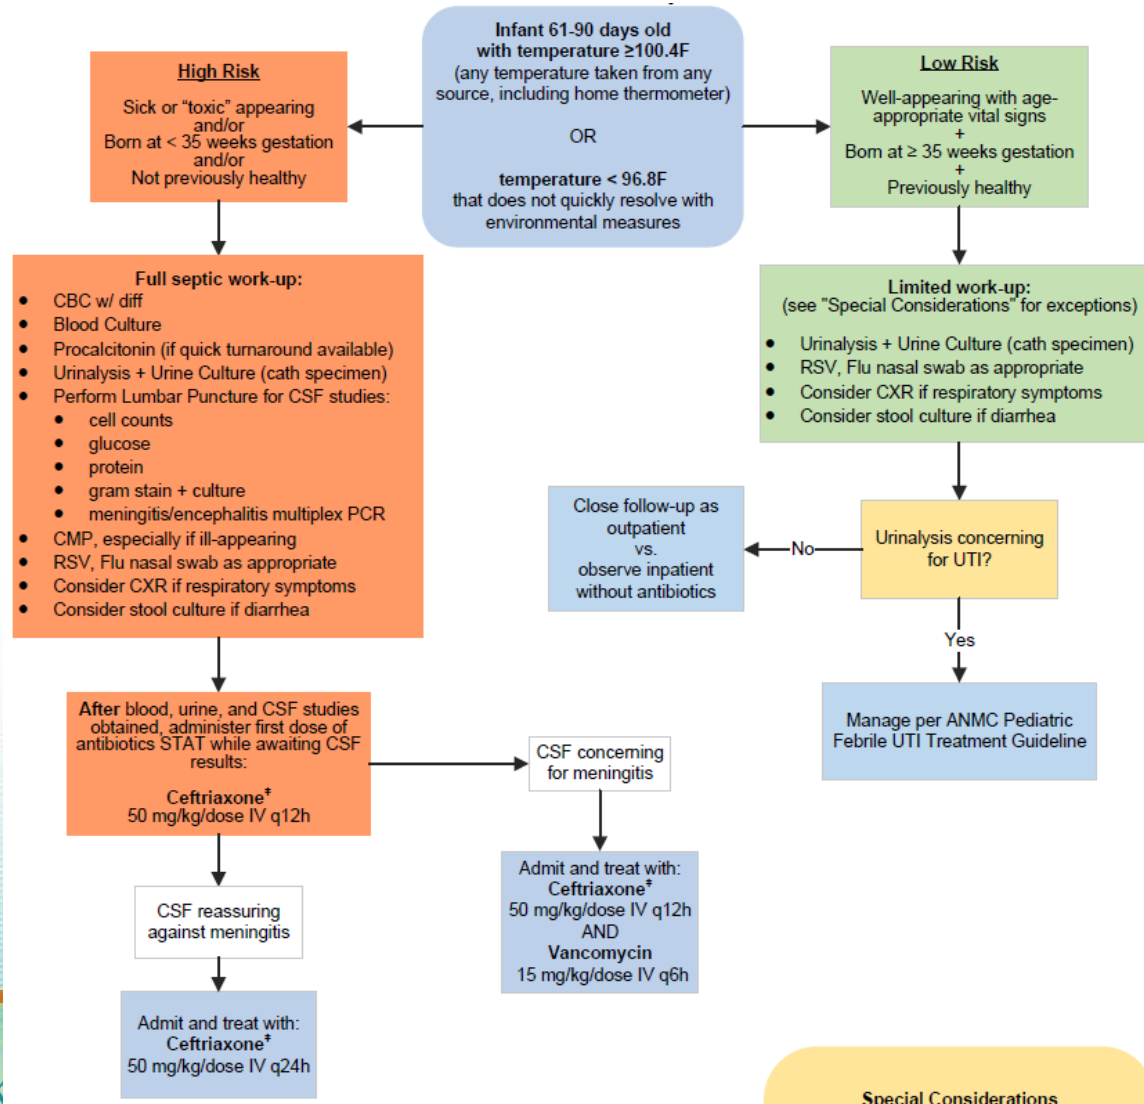 Infant 61-90 days old
with temperature ≥100.4F
(any temperature taken from any
source, including home thermometer)
OR
temperature < 96.8F
that does not quickly resolve with
environmental measures
High Risk
Sick or “toxic” appearing
and/or
Born at < 35 weeks gestation
and/or
Not previously healthy
Low Risk
Well-appearing with age-
appropriate vital signs
+
Born at ≥ 35 weeks gestation
+
Previously healthy
Full septic work-up:
• CBC w/ diff
• Blood Culture
• Procalcitonin (if quick turnaround available)
• Urinalysis + Urine Culture (cath specimen)
• Perform Lumbar Puncture for CSF studies:
• cell counts
• glucose
• protein
• gram stain + culture
• meningitis/encephalitis multiplex PCR
• CMP, especially if ill-appearing
• RSV, Flu nasal swab as appropriate
• Consider CXR if respiratory symptoms
• Consider stool culture if diarrhea
Limited work-up:
(see "Special Considerations" for exceptions)
• Urinalysis + Urine Culture (cath specimen)
• RSV, Flu nasal swab as appropriate
• Consider CXR if respiratory symptoms
• Consider stool culture if diarrhea
Urinalysis concerning
for UTI?
No
Close follow-up as
outpatient
vs.
observe inpatient
without antibiotics
Yes
Manage per ANMC Pediatric
Febrile UTI Treatment Guideline
After blood, urine, and CSF studies
obtained, administer first dose of
antibiotics STAT while awaiting CSF
results:
Ceftriaxone‡
50 mg/kg/dose IV q12h
CSF concerning
for meningitis
Admit and treat with:
Ceftriaxone‡
50 mg/kg/dose IV q12h
AND
Vancomycin
15 mg/kg/dose IV q6h
CSF reassuring
against meningitis
Admit and treat with:
Ceftriaxone‡
50 mg/kg/dose IV q24h
Special Considerations